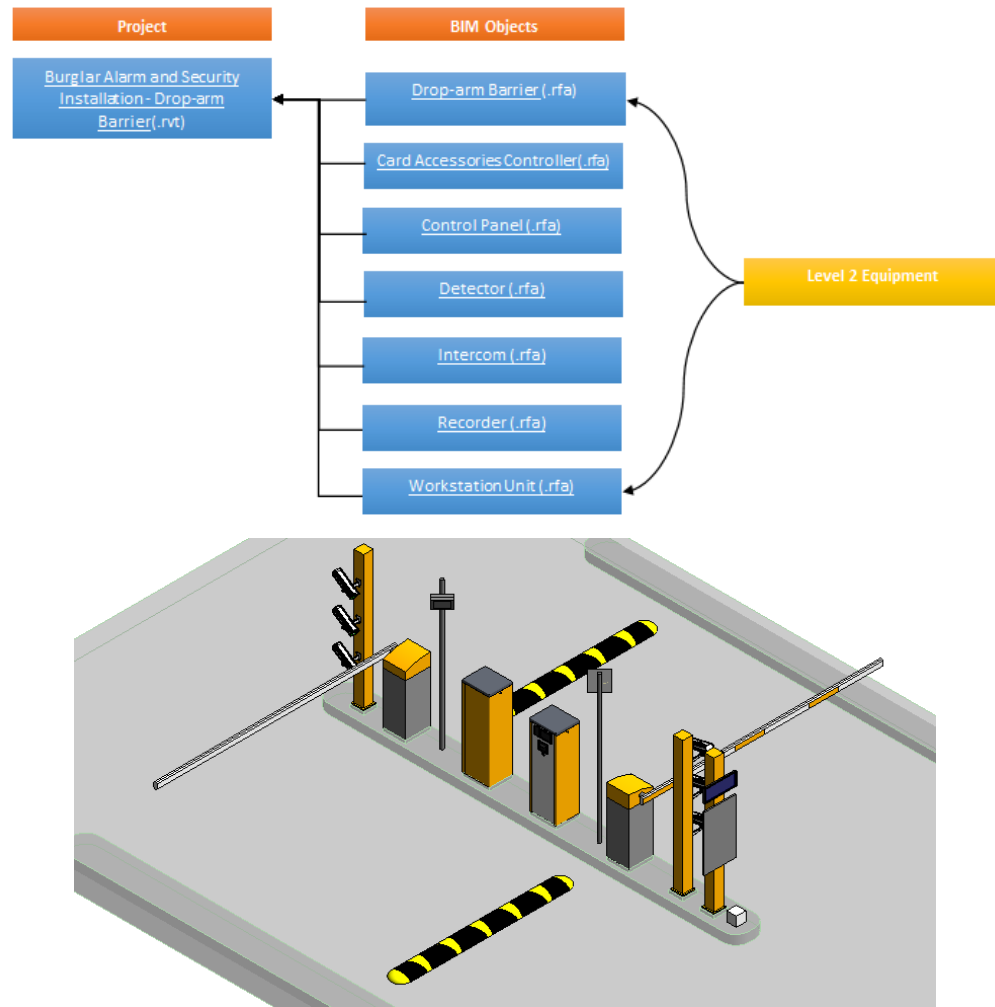 Project
BIM Objects
Burglar Alarm and Security
Installation - Drop-arm
Barrier(.rvt)
Drop-arm Barrier (.rfa)
Card Accessories Controller(.rfa)
Control Panel (.rfa)
Detector (.rfa)
Intercom (.rfa)
Recorder (.rfa)
Workstation Unit (.rfa)
Level 2 Equipment